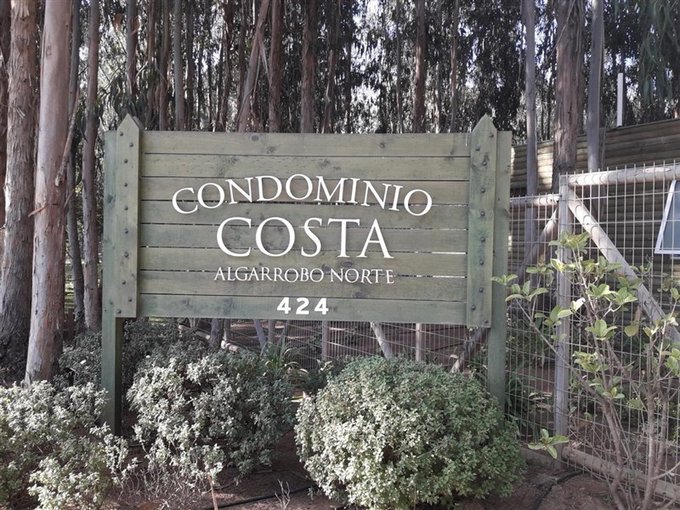 CONDOMINIO
COSTA
ALGARROBO NORTE
424